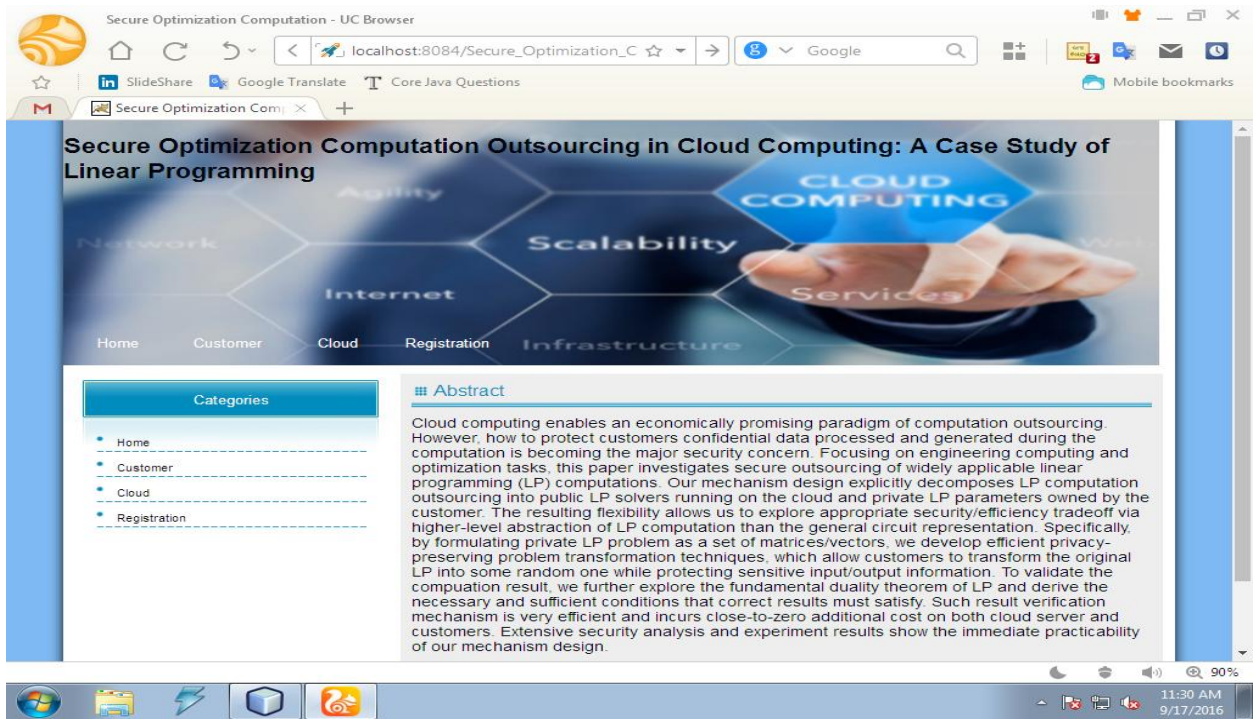 Secure Optimization Computation - UC Browser
localhost:8084/Secure_Optimization_C
Google
SlideShare Google Translate T Core Java Questions
Mobile bookmarks
M Secure Optimization Com
Secure Optimization Computation Outsourcing in Cloud Computing: A Case Study of
Linear Programming
Agility
CLOUD
COMPUTING
Network
Scalability
Web
Internet
Services
Infrastructure
Home Customer Cloud Registration
Categories
Home
Customer
Cloud
Registration
Abstract
Cloud computing enables an economically promising paradigm of computation outsourcing.
However, how to protect customers confidential data processed and generated during the
computation is becoming the major security concern. Focusing on engineering computing and
optimization tasks, this paper investigates secure outsourcing of widely applicable linear
programming (LP) computations. Our mechanism design explicitly decomposes LP computation
outsourcing into public LP solvers running on the cloud and private LP parameters owned by the
customer. The resulting flexibility allows us to explore appropriate security/efficiency tradeoff via
higher-level abstraction of LP computation than the general circuit representation. Specifically,
by formulating private LP problem as a set of matrices/vectors, we develop efficient privacy-
preserving problem transformation techniques, which allow customers to transform the original
LP into some random one while protecting sensitive input/output information. To validate the
compuation result, we further explore the fundamental duality theorem of LP and derive the
necessary and sufficient conditions that correct results must satisfy. Such result verification
mechanism is very efficient and incurs close-to-zero additional cost on both cloud server and
customers. Extensive security analysis and experiment results show the immediate practicability
of our mechanism design.
90%
11:30 AM
9/17/2016